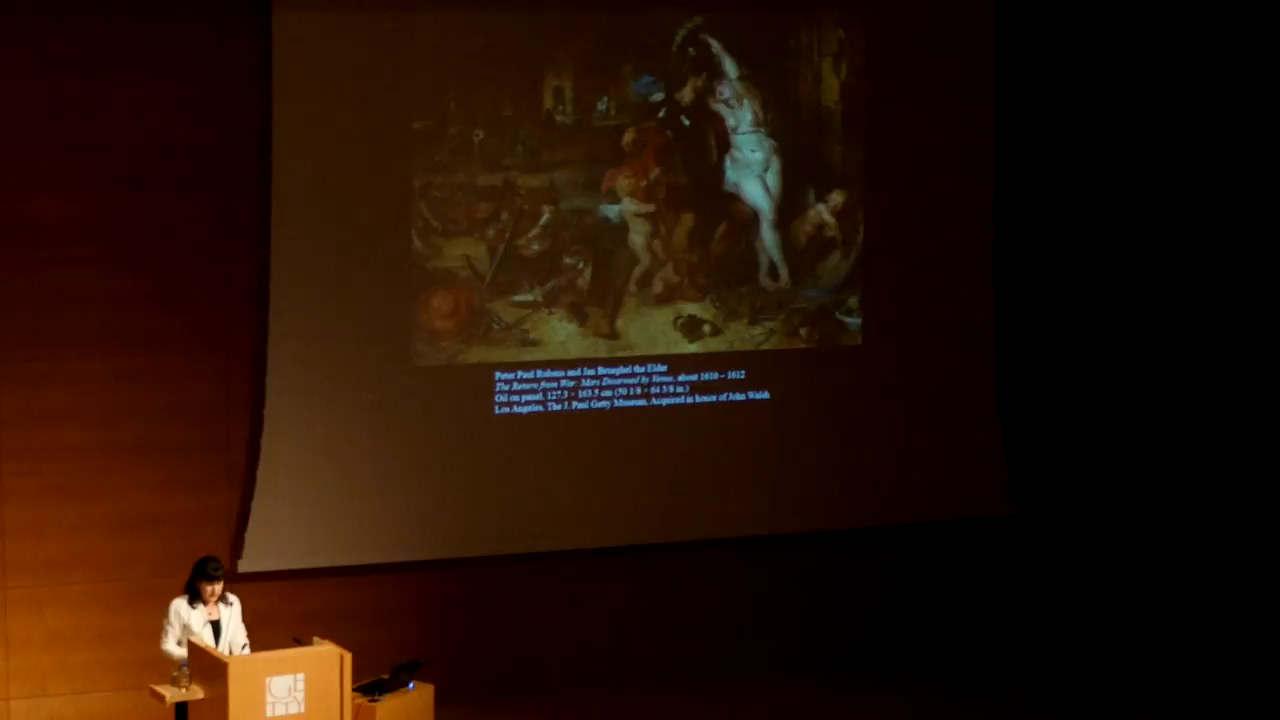 Peter Paul Rubens and Jan Brueghel the Elder
The Return from War: Mars Disarmed by Venus, about 1610 – 1612
Oil on panel, 127.3 × 163.5 cm (50 1/8 × 64 3/8 in.)
Los Angeles, The J. Paul Getty Museum, Acquired in honor of John Walsh
GE
TTY